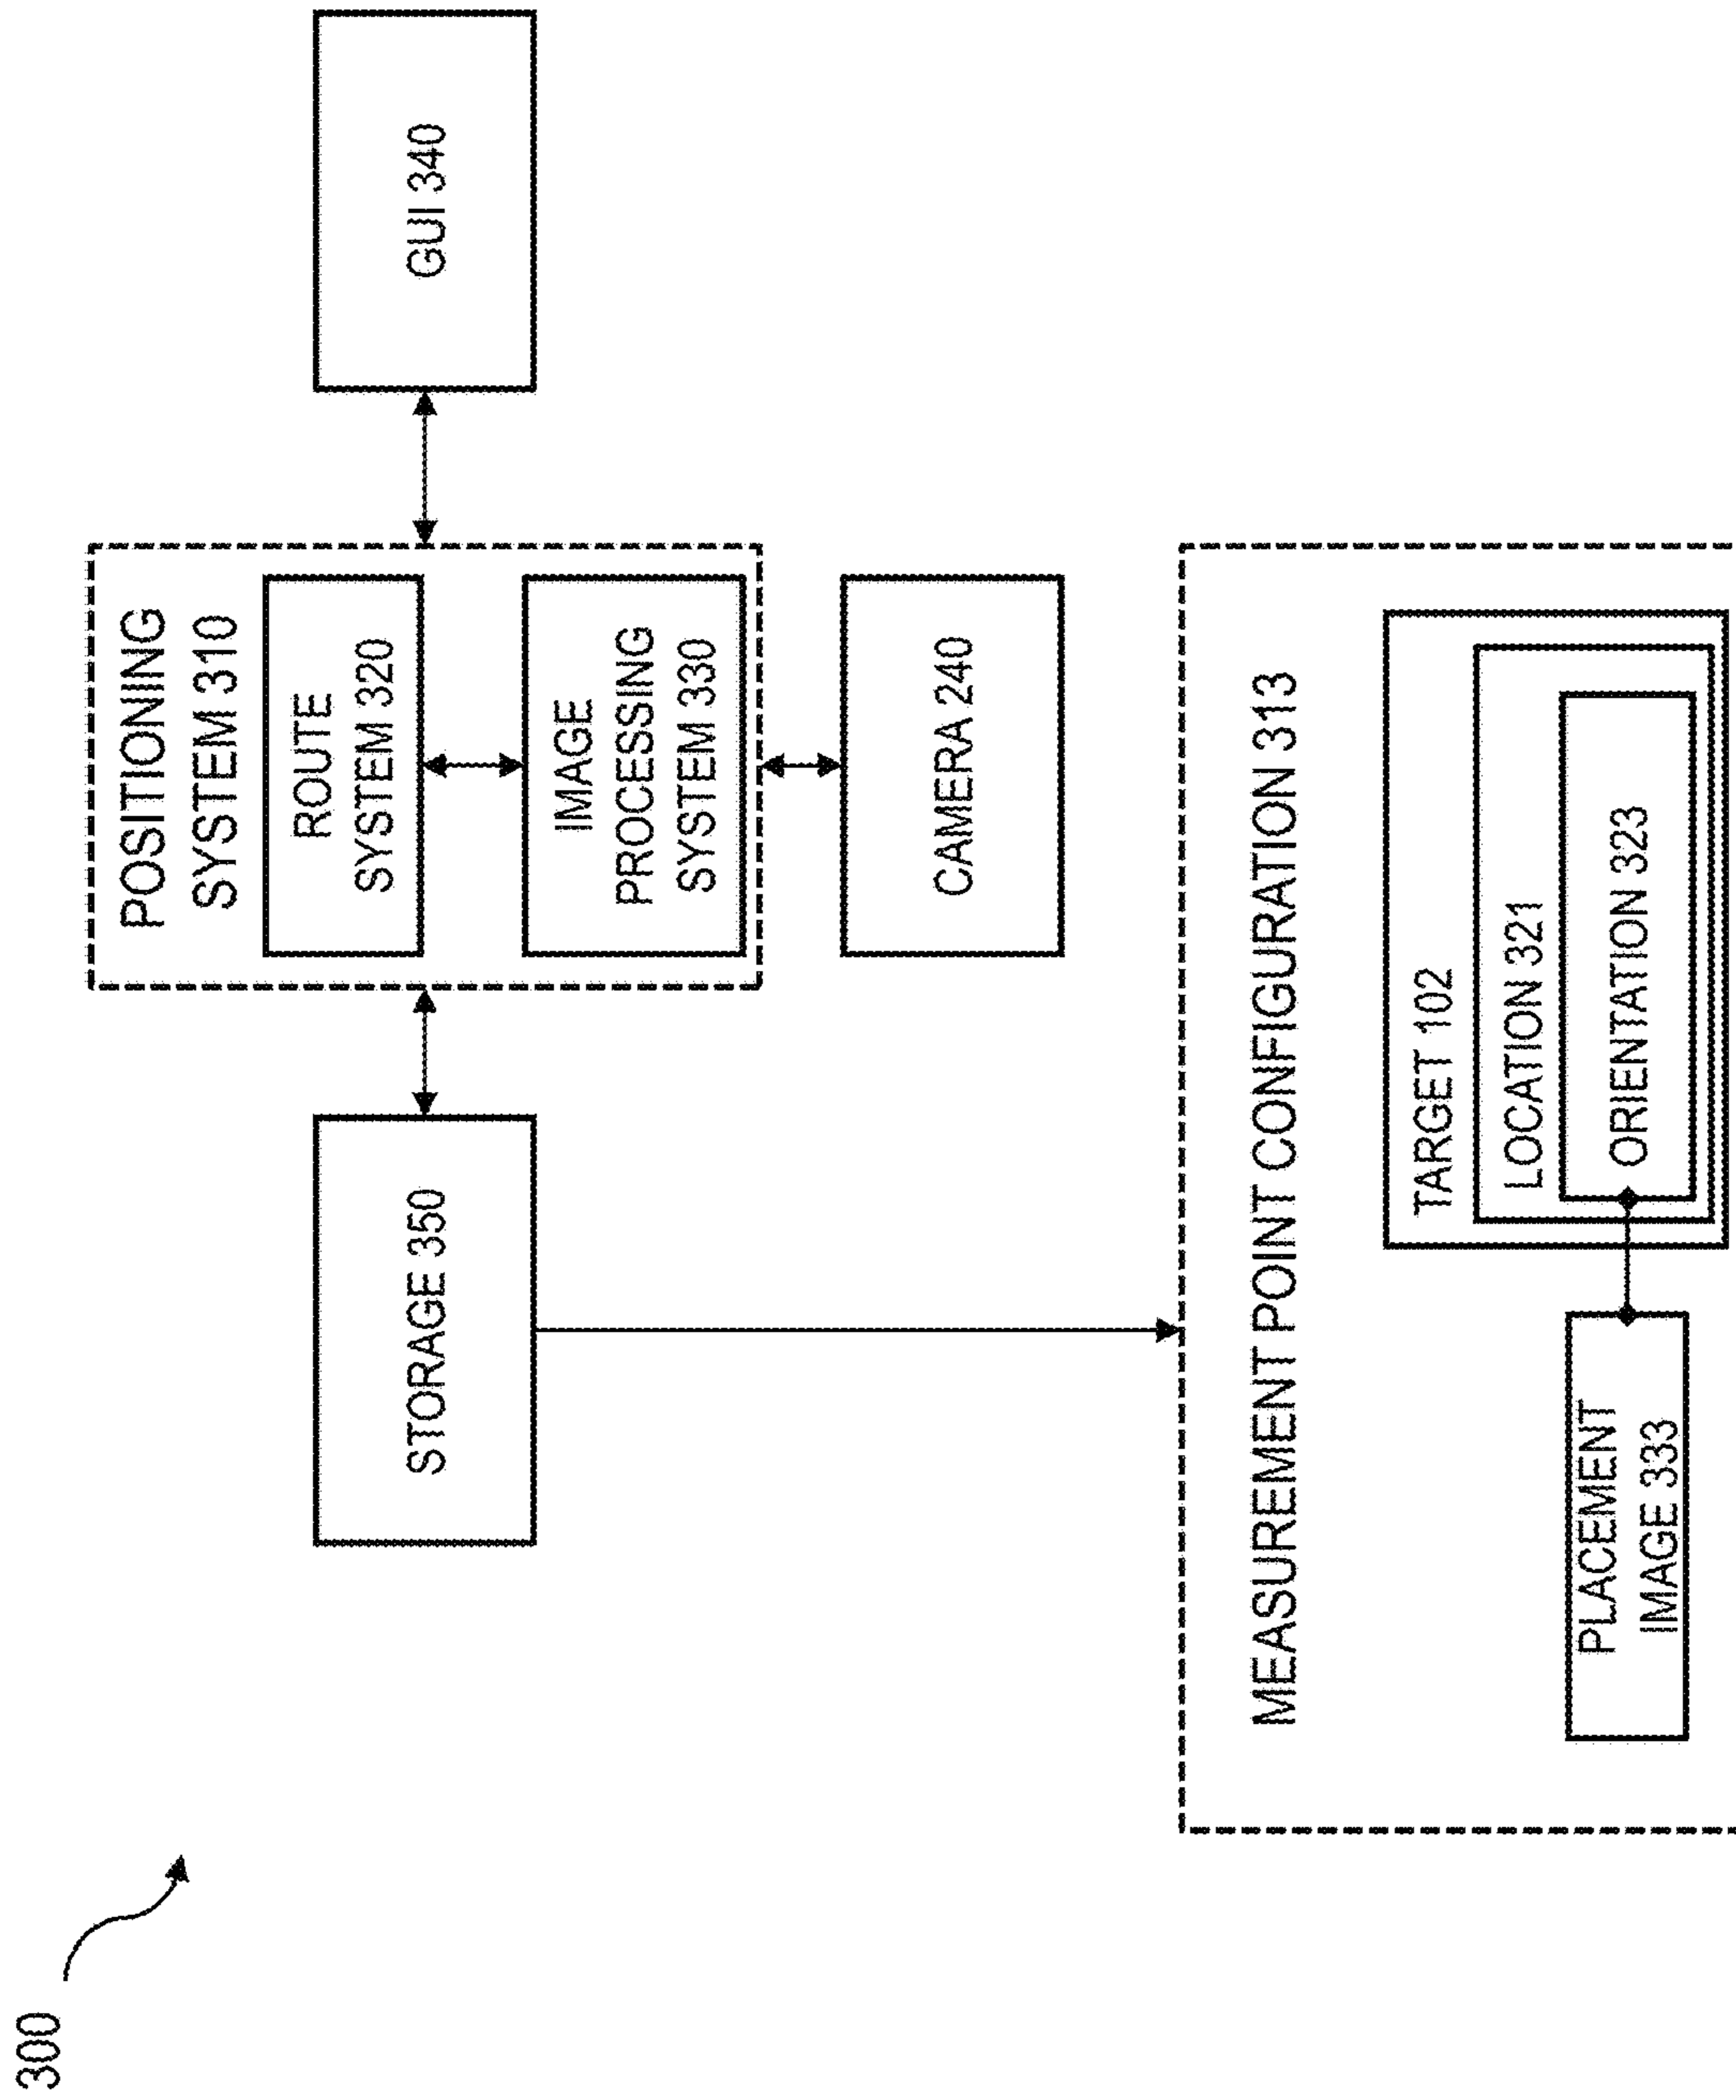 300
POSITIONING
SYSTEM 310
ROUTE
SYSTEM 320
IMAGE
PROCESSING
SYSTEM 330
STORAGE 350
GUI 340
CAMERA 240
MEASUREMENT POINT CONFIGURATION 313
TARGET 102
LOCATION 321
ORIENTATION 323
PLACEMENT
IMAGE 333